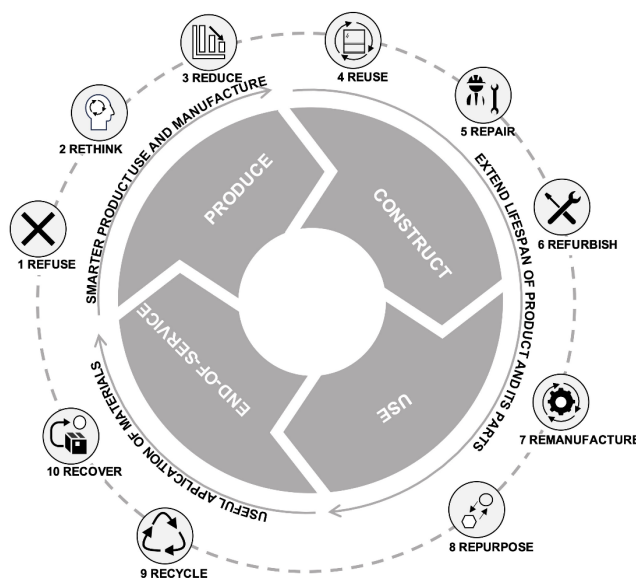 3 REDUCE
4 REUSE
2 RETHINK
5 REPAIR
1 REFUSE
6 REFURBISH
SMARTER PRODUCT USE AND MANUFACTURE
EXTEND LIFESPAN OF PRODUCT AND ITS PARTS
USEFUL APPLICATION OF MATERIALS
PRODUCE
CONSTRUCT
END-OF-SERVICE
USE
7 REMANUFACTURE
10 RECOVER
8 REPURPOSE
9 RECYCLE